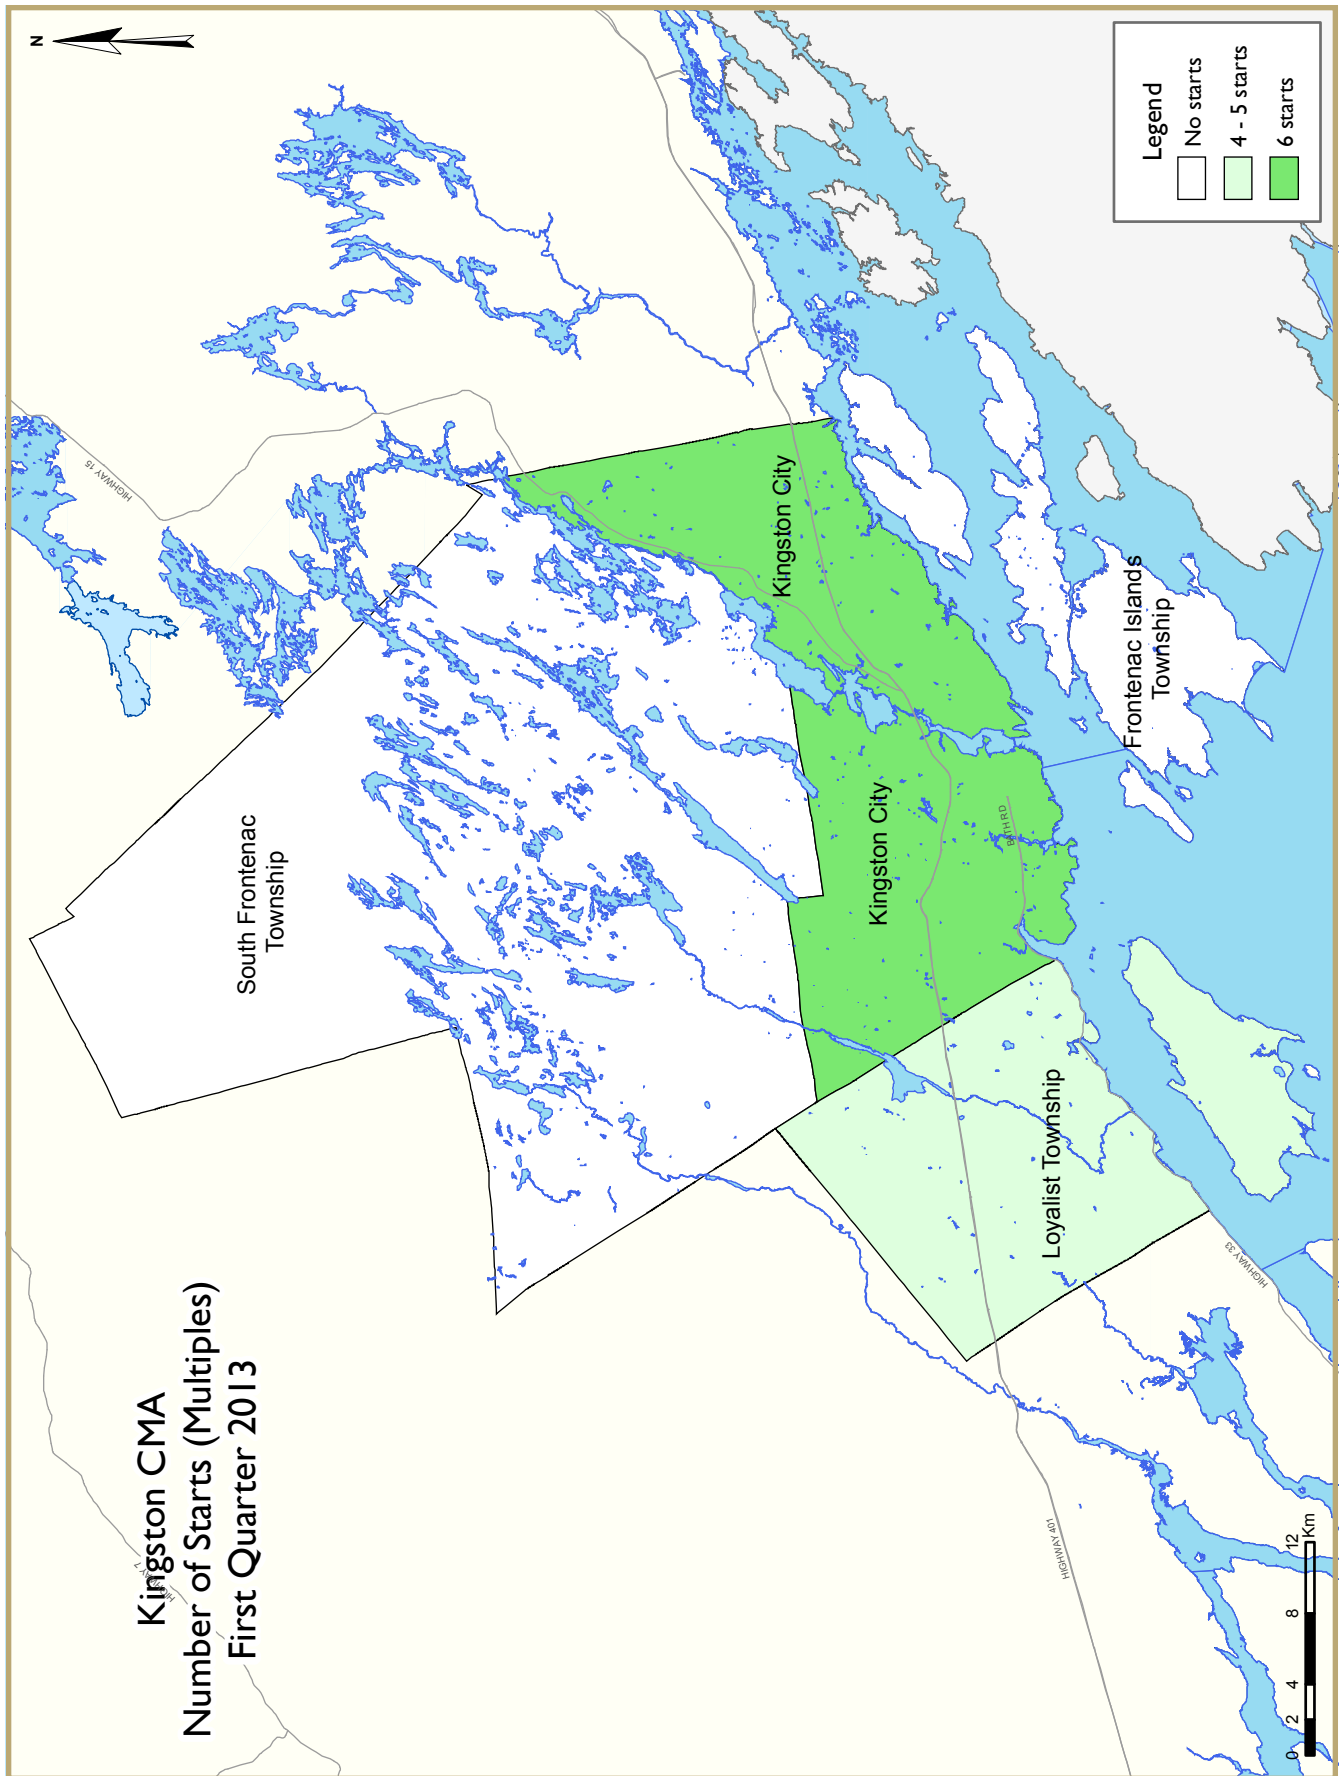 Kingston CMA
Number of Starts (Multiples)
First Quarter 2013
N
HIGHWAY 7
HIGHWAY 15
South Frontenac
Township
Kingston City
Kingston City
BATH RD
Loyalist Township
Frontenac Islands
Township
HIGHWAY 401
HIGHWAY 33
0 2 4 8 12
Km
Legend
No starts
4 - 5 starts
6 starts